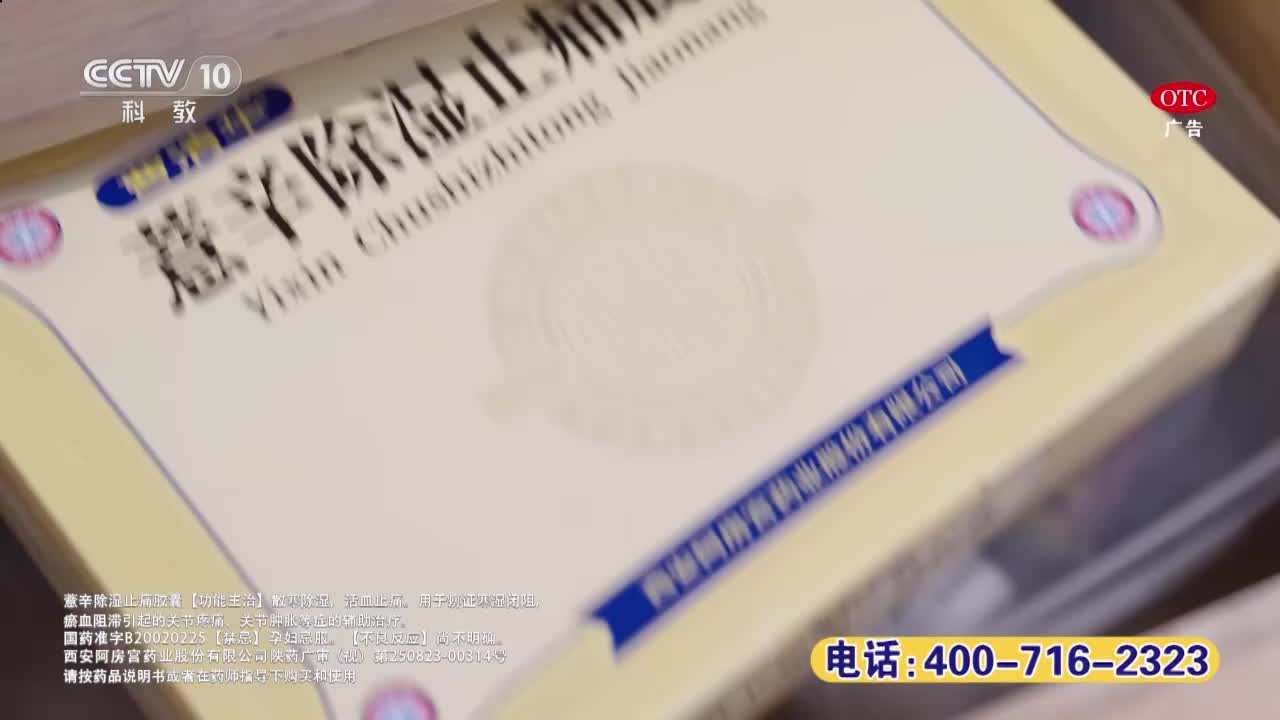 CCTV 10
科教
OTC
广告
薏辛除湿止痛胶
Yixin Chushizhitong Jiaonang
西安阿房宫药业股份有限公司
薏辛除湿止痛胶囊【功能主治】散寒除湿，活血止痛。用于痹证寒湿闭阻，
瘀血阻滞引起的关节疼痛、关节肿胀等症的辅助治疗。
国药准字B20020225【禁忌】孕妇忌服。【不良反应】尚不明确。
西安阿房宫药业股份有限公司陕药广审（视）第250823-00314号
请按药品说明书或者在药师指导下购买和使用
电话:400-716-2323